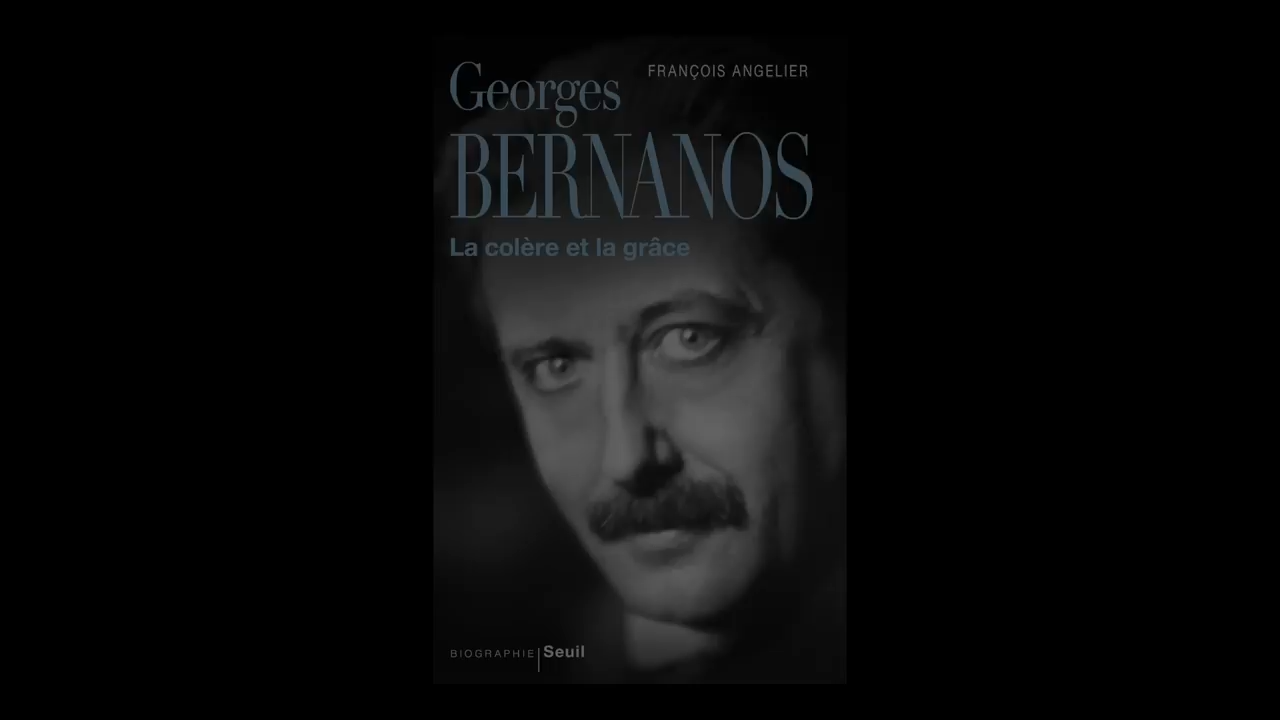 FRANÇOIS ANGELIER
Georges
BERNANOS
La colère et la grâce
BIOGRAPHIE Seuil